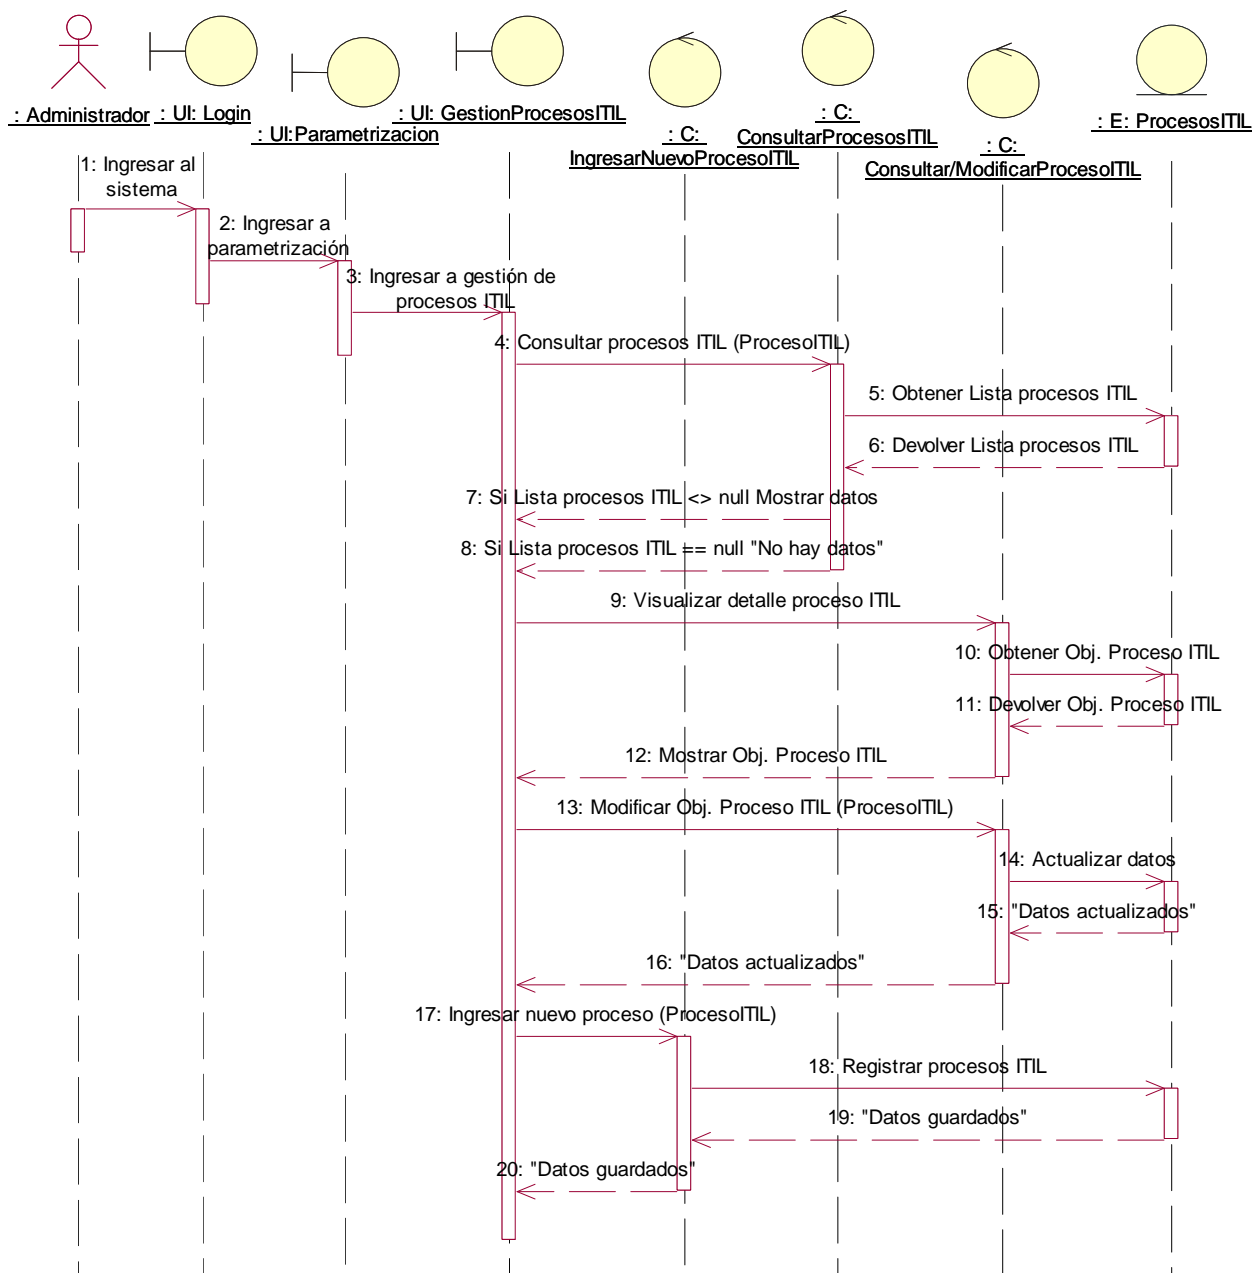 : Administrador
: UI: Login
: UI:Parametrizacion
: UI: GestionProcesosITIL
: C:
IngresarNuevoProcesoITIL
: C:
ConsultarProcesosITIL
: C:
Consultar/ModificarProcesoITIL
: E: ProcesosITIL
1: Ingresar al
sistema
2: Ingresar a
parametrización
3: Ingresar a gestión de
procesos ITIL
4: Consultar procesos ITIL (ProcesoITIL)
5: Obtener Lista procesos ITIL
6: Devolver Lista procesos ITIL
7: Si Lista procesos ITIL <> null Mostrar datos
8: Si Lista procesos ITIL == null "No hay datos"
9: Visualizar detalle proceso ITIL
10: Obtener Obj. Proceso ITIL
11: Devolver Obj. Proceso ITIL
12: Mostrar Obj. Proceso ITIL
13: Modificar Obj. Proceso ITIL (ProcesoITIL)
14: Actualizar datos
15: "Datos actualizados"
16: "Datos actualizados"
17: Ingresar nuevo proceso (ProcesoITIL)
18: Registrar procesos ITIL
19: "Datos guardados"
20: "Datos guardados"